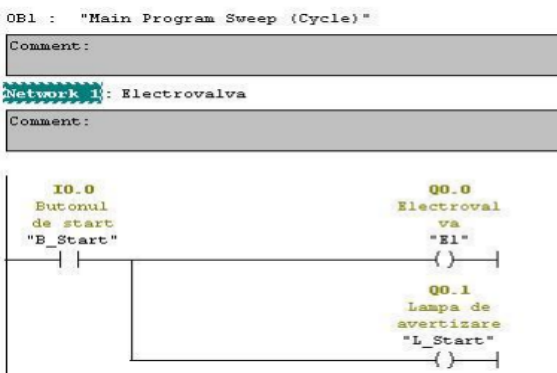 OB1 : "Main Program Sweep (Cycle)"
Comment:
Network 1: Electrovalva
Comment:
I0.0
Butonul
de start
"B_Start"
Q0.0
Electroval
va
"El"
Q0.1
Lampa de
avertizare
"L_Start"